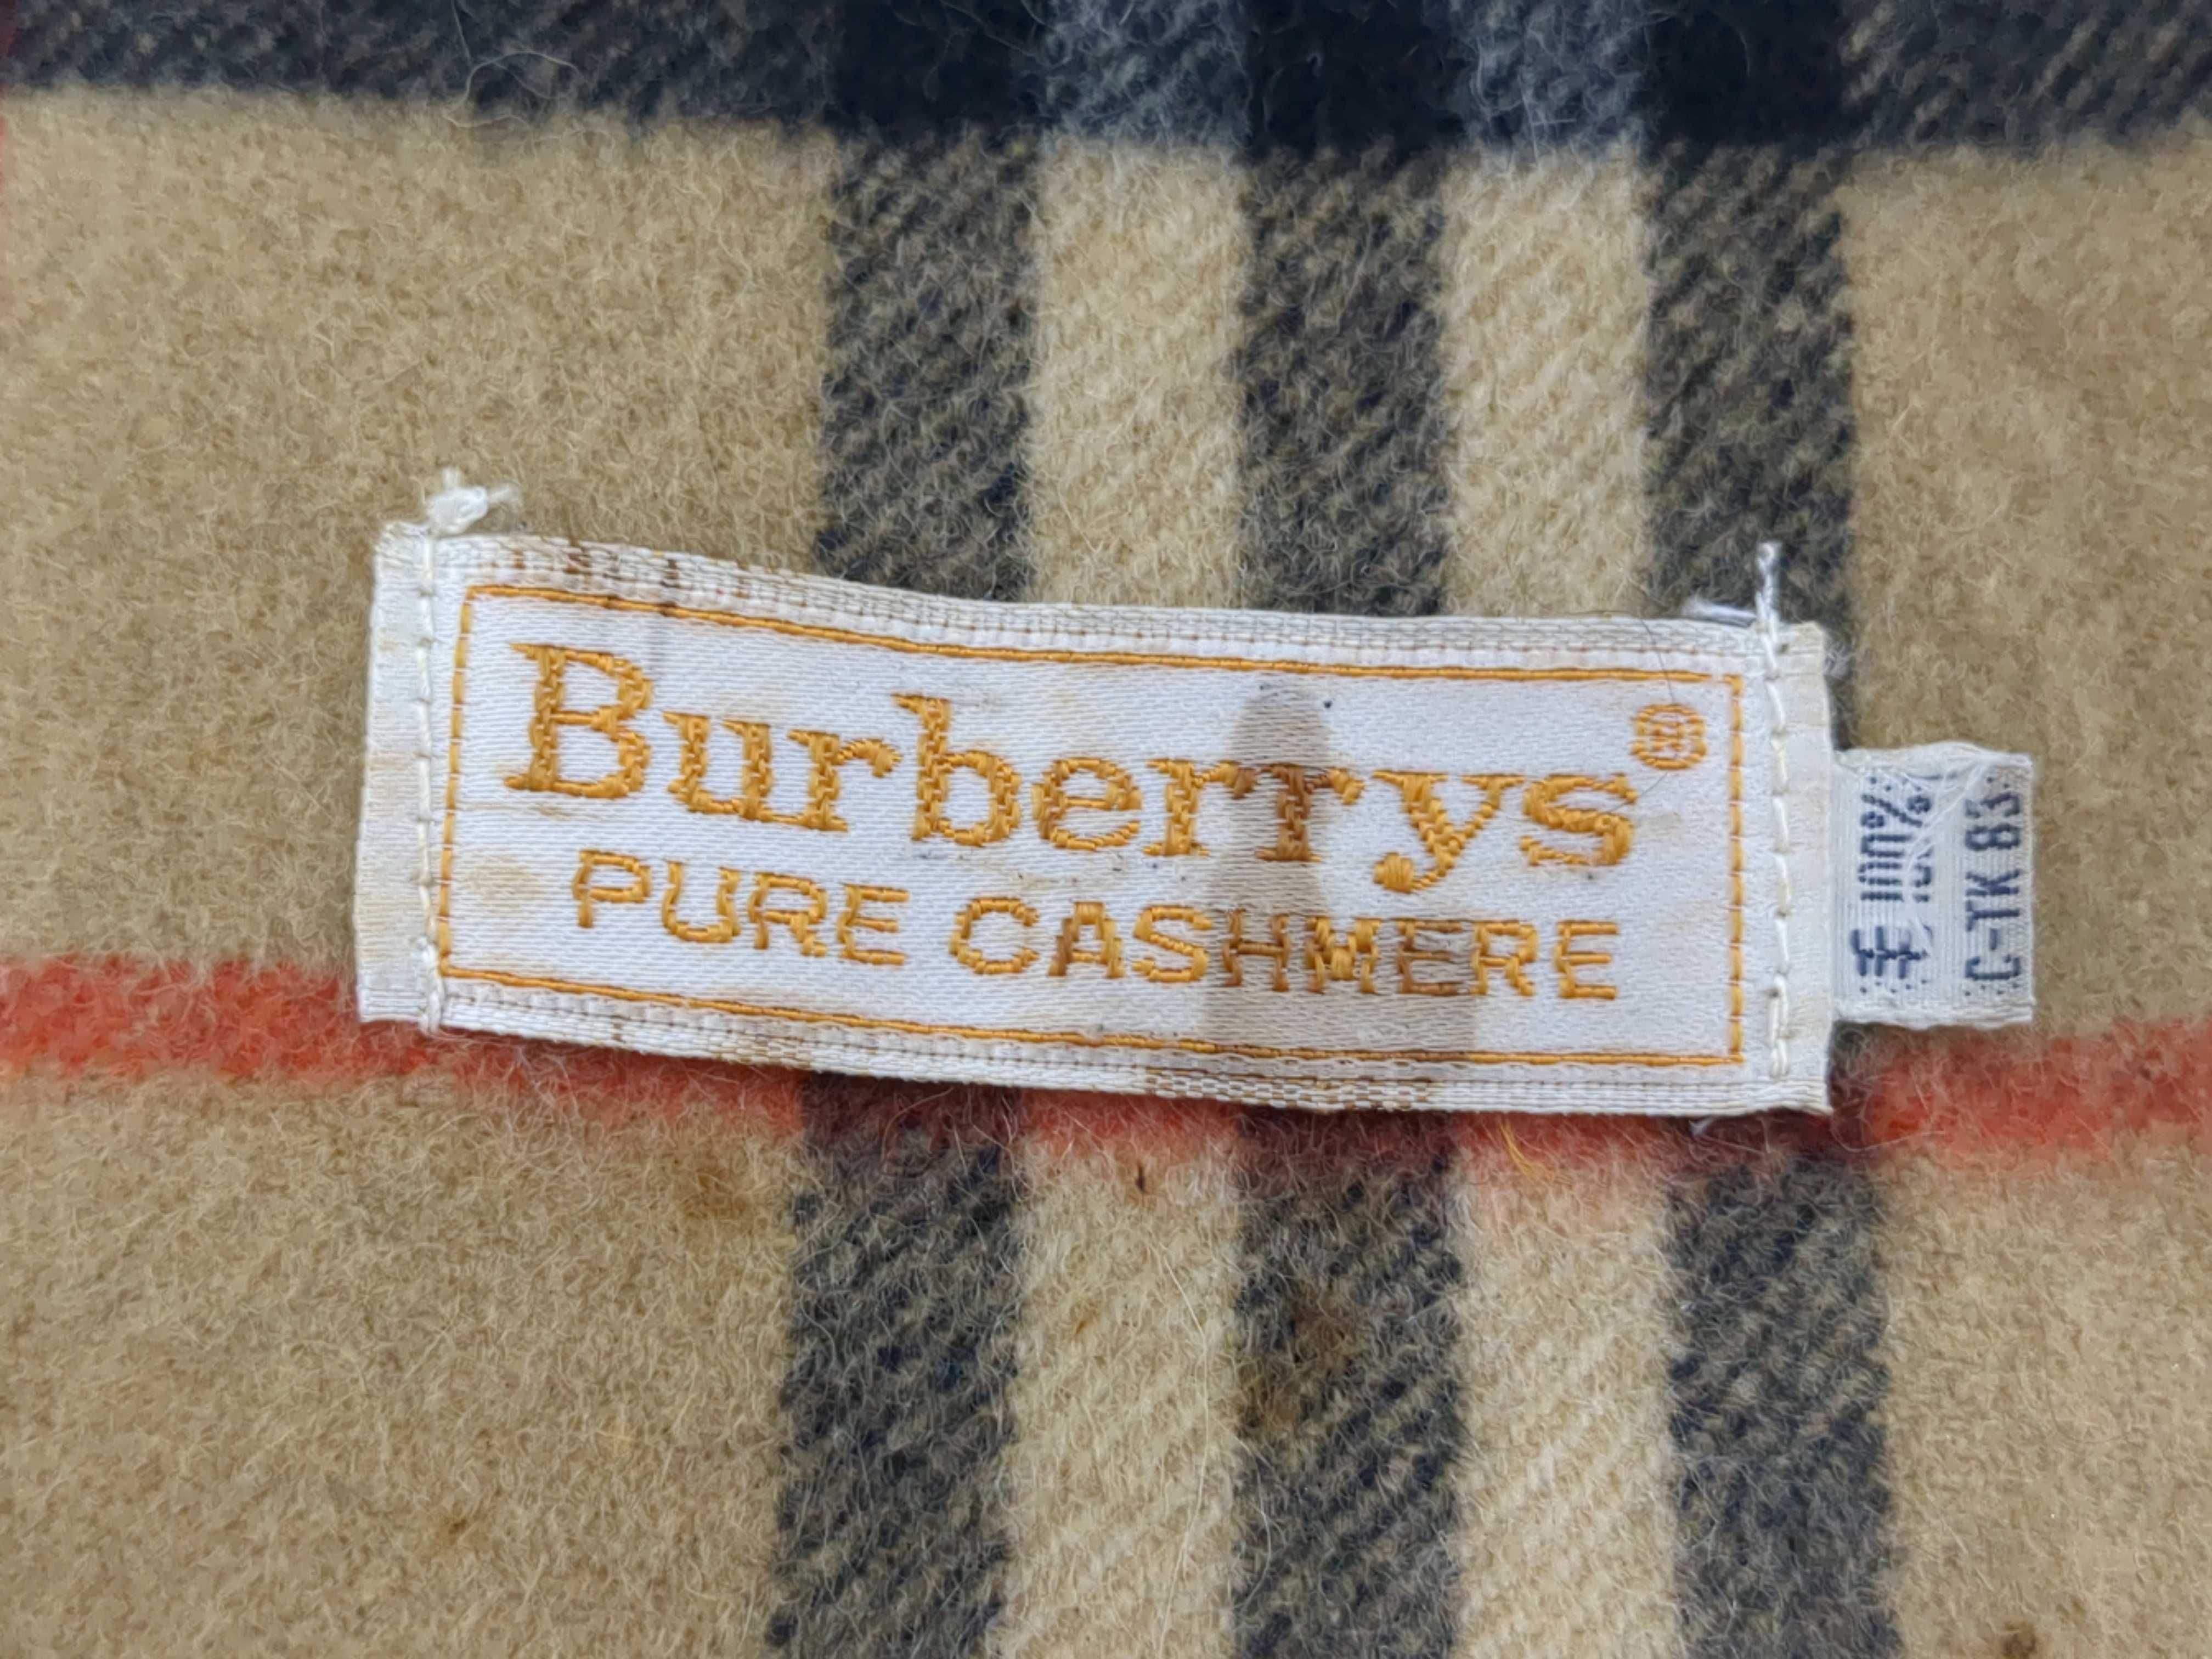 Burberrys®
PURE CASHMERE
毛 100%
C-TK 83